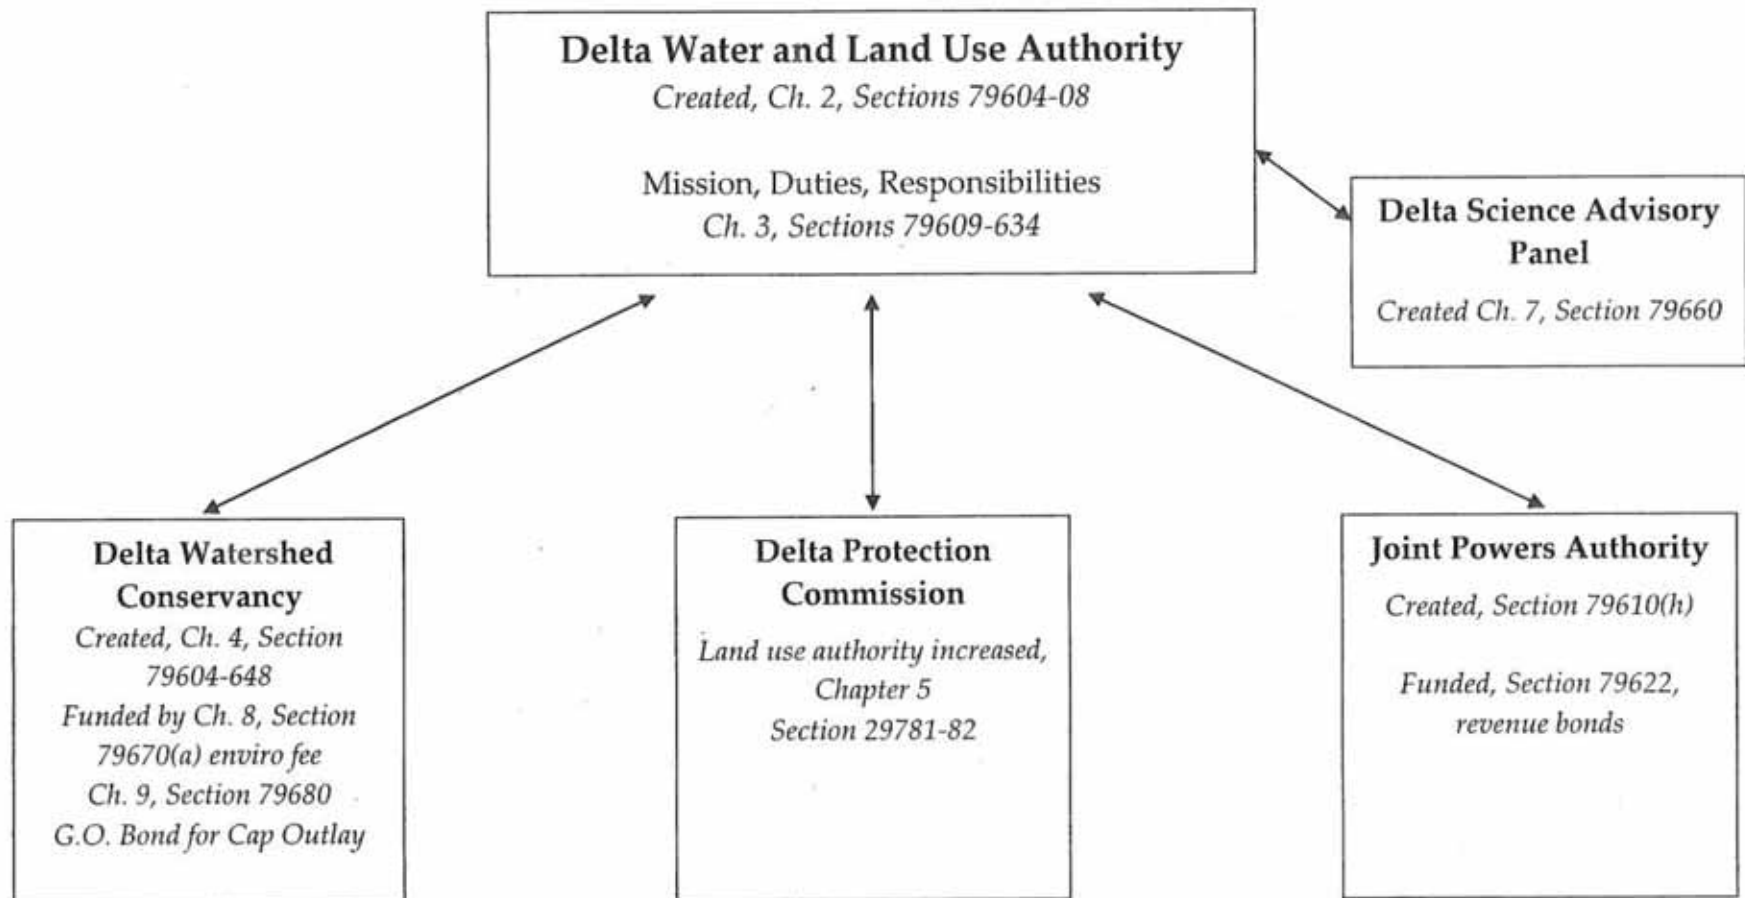 Delta Water and Land Use Authority
Created, Ch. 2, Sections 79604-08
Mission, Duties, Responsibilities
Ch. 3, Sections 79609-634
Delta Science Advisory
Panel
Created Ch. 7, Section 79660
Delta Watershed
Conservancy
Created, Ch. 4, Section
79604-648
Funded by Ch. 8, Section
79670(a) enviro fee
Ch. 9, Section 79680
G.O. Bond for Cap Outlay
Delta Protection
Commission
Land use authority increased,
Chapter 5
Section 29781-82
Joint Powers Authority
Created, Section 79610(h)
Funded, Section 79622,
revenue bonds